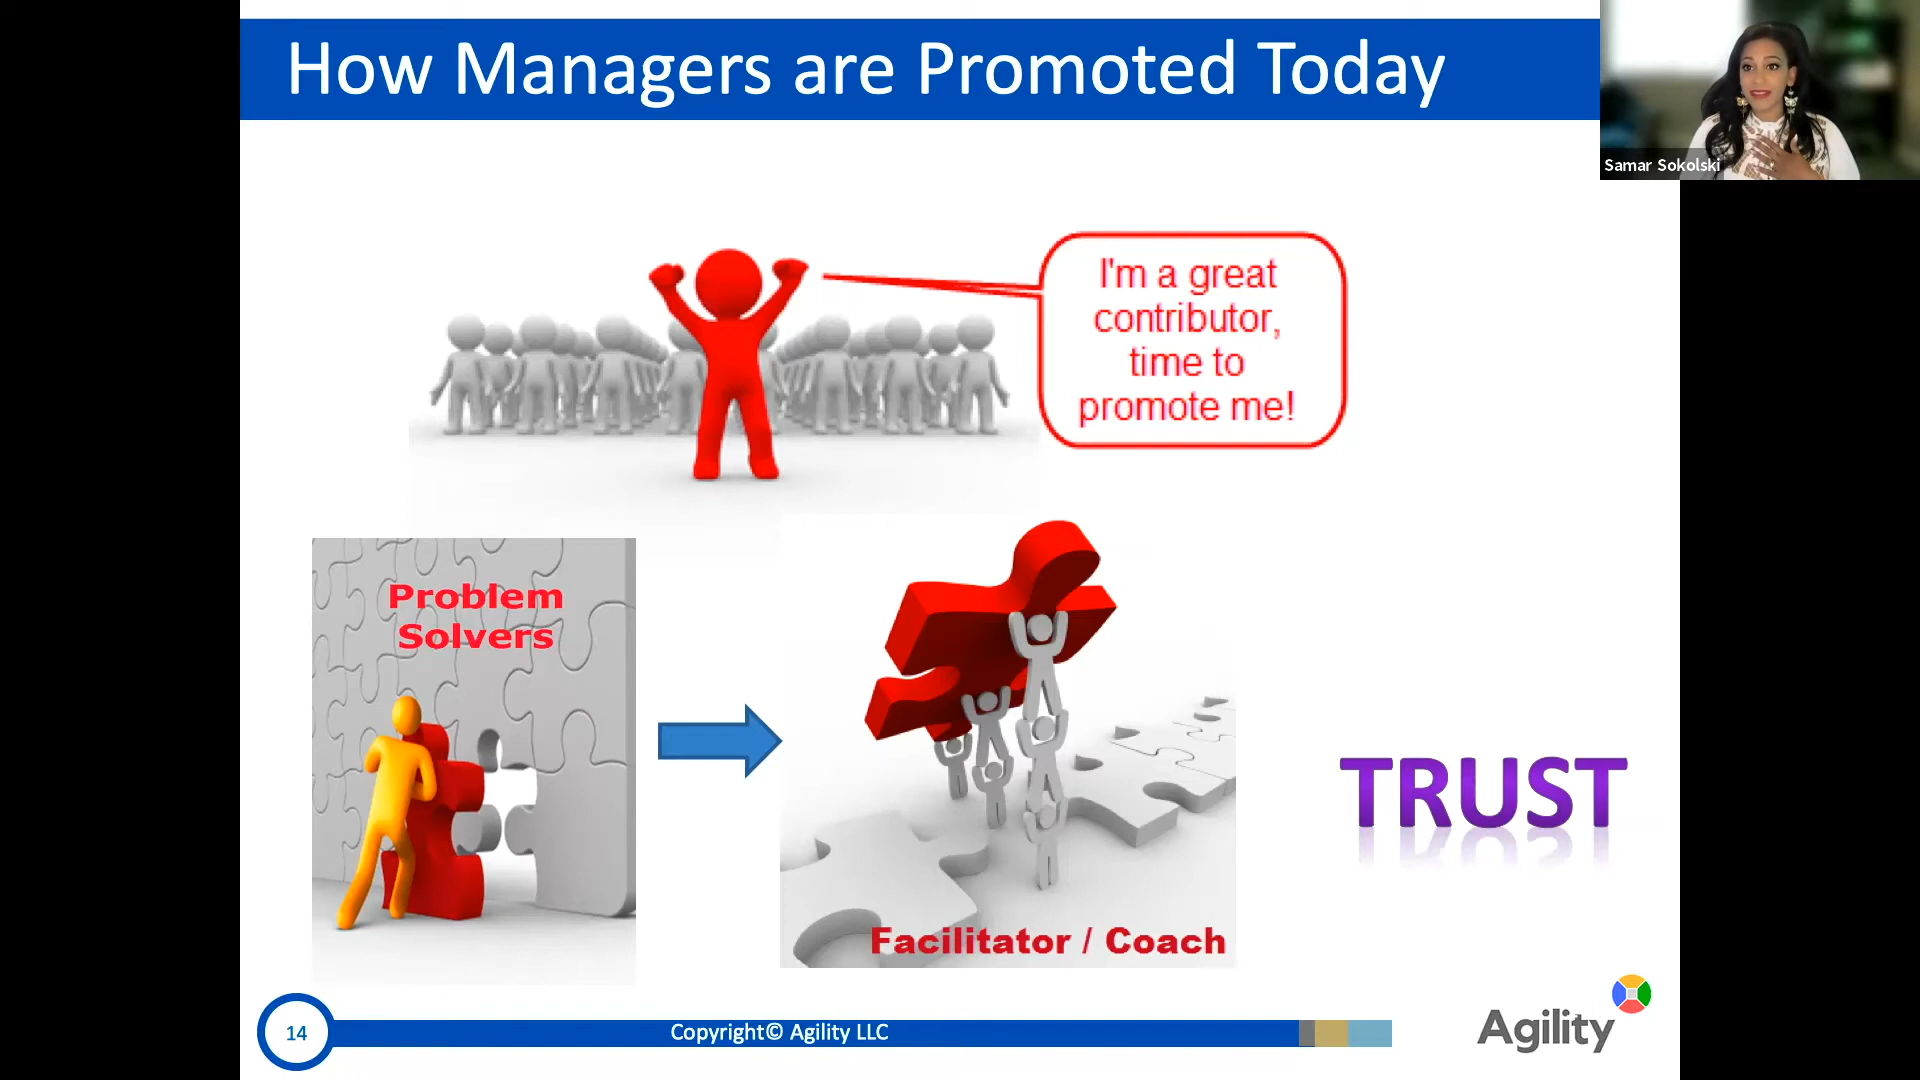 How Managers are Promoted Today
Samar Sokolski
I'm a great
contributor,
time to
promote me!
Problem
Solvers
TRUST
Facilitator / Coach
14
Copyright© Agility LLC
Agility